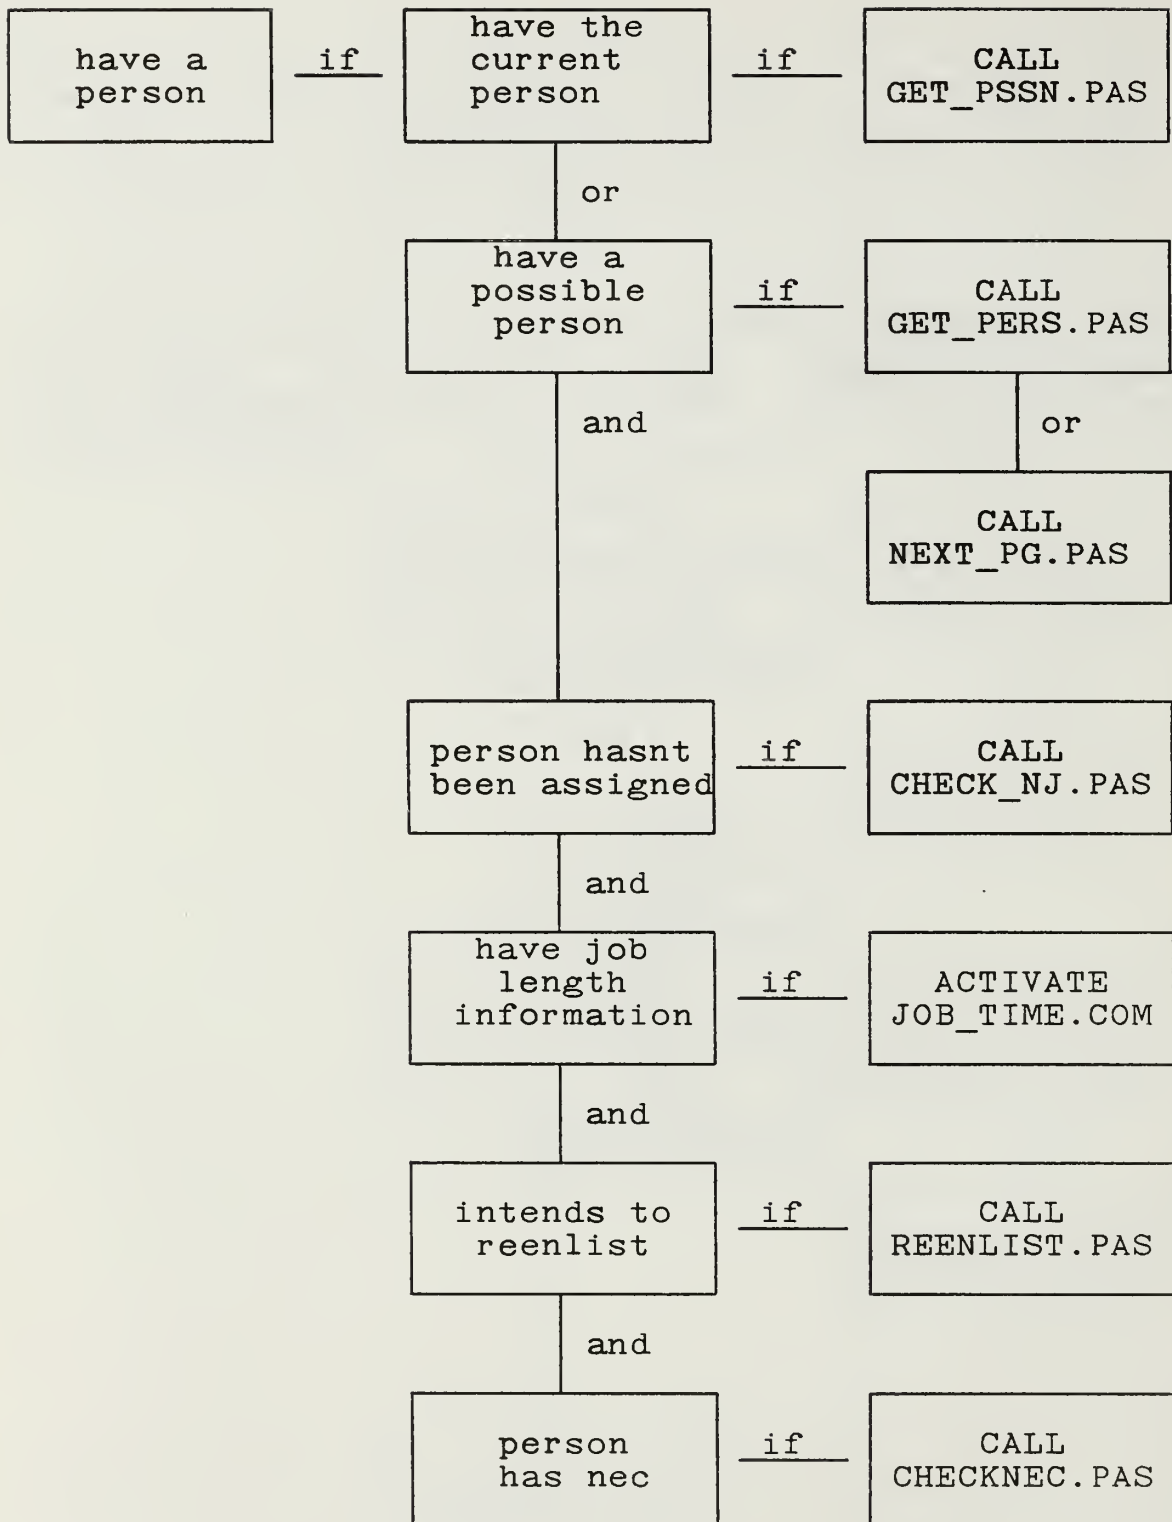 have a
person
if
have the
current
person
if
CALL
GET_PSSN.PAS
or
have a
possible
person
if
CALL
GET_PERS.PAS
and
or
CALL
NEXT_PG.PAS
person hasnt
been assigned
if
CALL
CHECK_NJ.PAS
and
have job
length
information
if
ACTIVATE
JOB_TIME.COM
and
intends to
reenlist
if
CALL
REENLIST.PAS
and
person
has nec
if
CALL
CHECKNEC.PAS